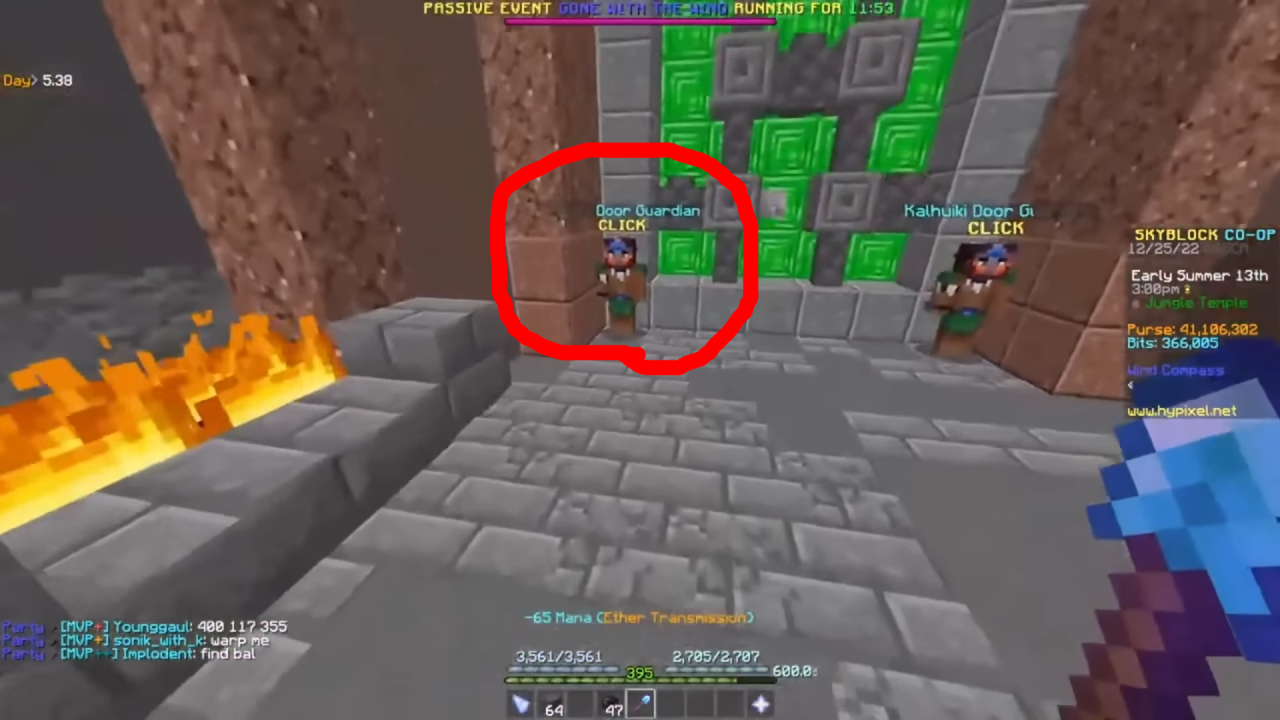 PASSIVE EVENT GONE WITH THE WIND RUNNING FOR 11:53
Day> 5.38
Door Guardian
CLICK
Kalhuiki Door Gu
CLICK
SKYBLOCK CO-OP
12/25/22
Early Summer 13th
3:00pm
Jungle Temple
Purse: 41,106,302
Bits: 366,005
Wind Compass
<
www.hypixel.net
-65 Mana (Ether Transmission)
Party > [MVP+] Younggaul: 400 117 355
Party > [MVP+] sonik_with_k: warp me
Party > [MVP++] Implodent: find bal
3,561/3,561
2,705/2,707
395
600.0s
64
47